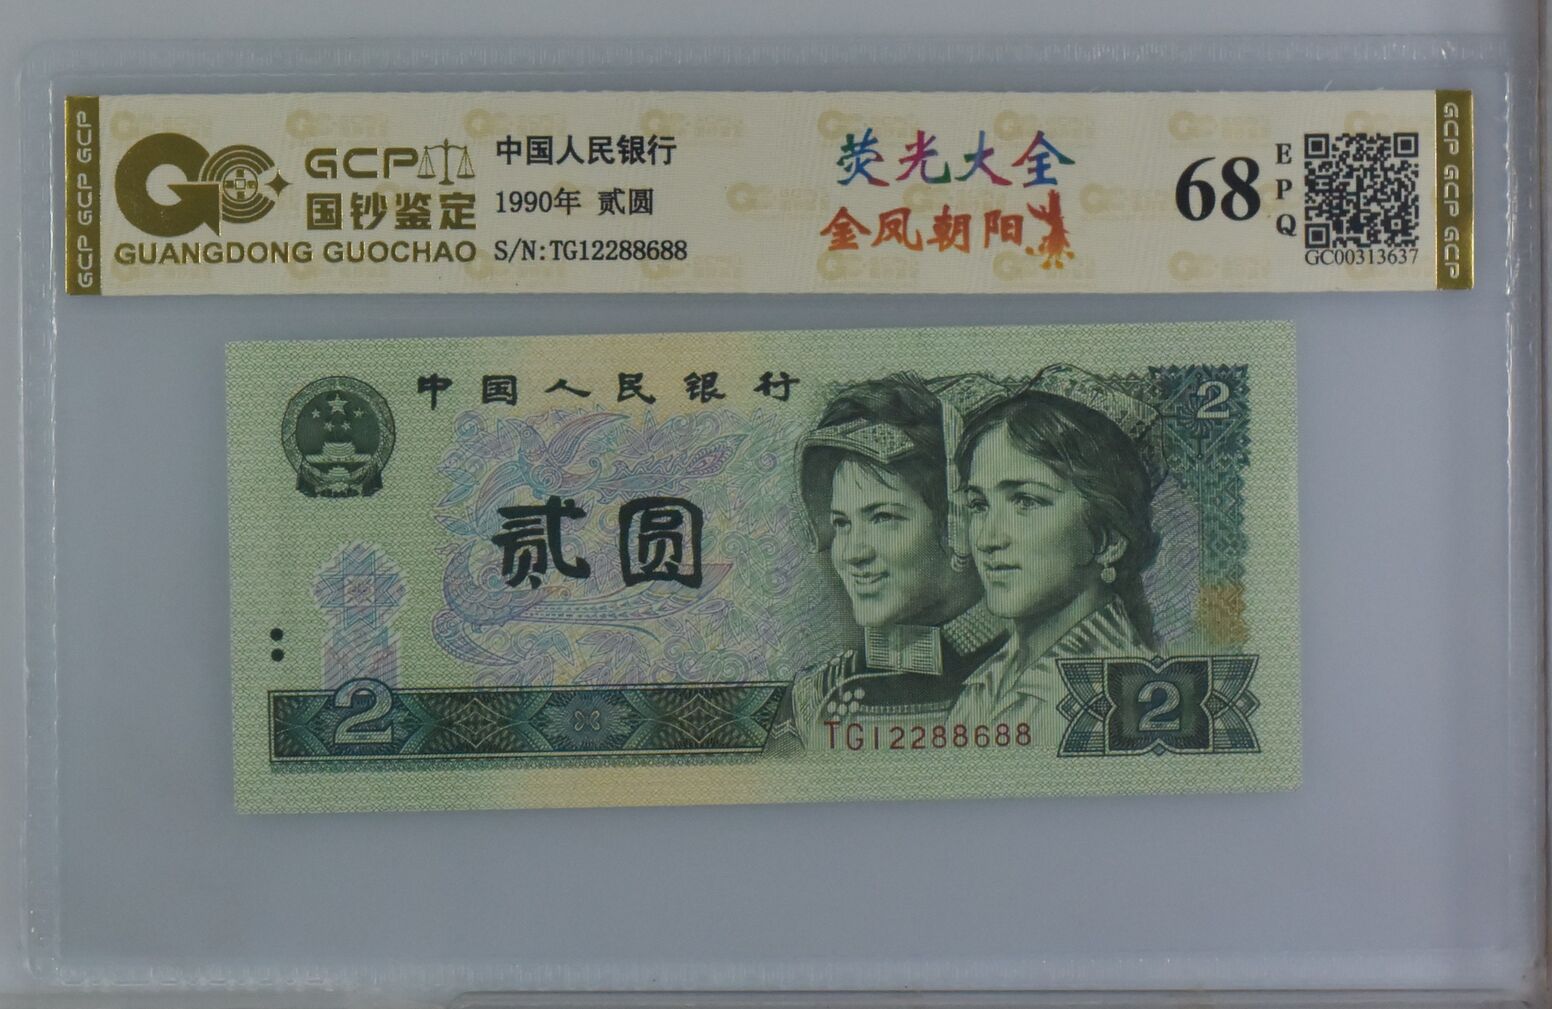 GCP GCP GCP
GCP
国钞鉴定
GUANGDONG GUOCHAO
中国人民银行
1990年 贰圆
S/N:TG12288688
荧光大全
金凤朝阳
68
EPQ
GC00313637
GCP GCP GCP
中国人民银行
2
贰圆
2
TG12288688
2